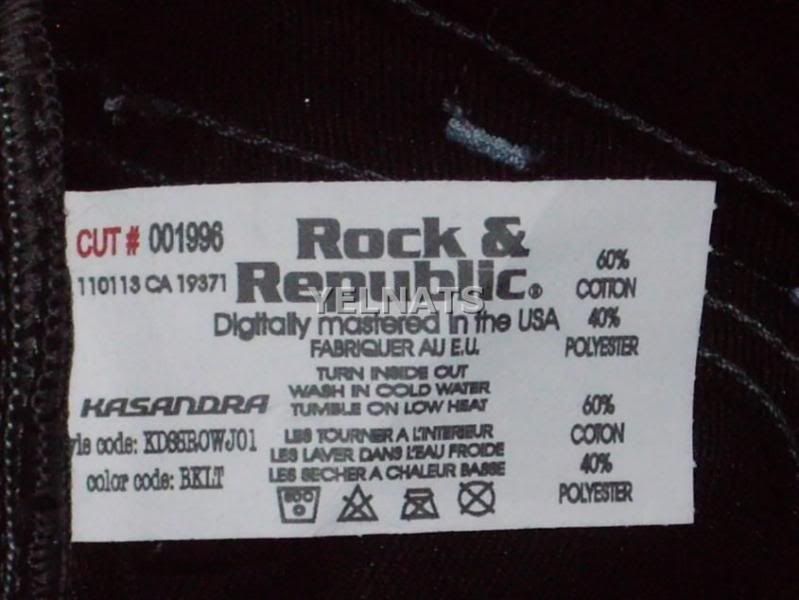 CUT # 001996
110113 CA 19371
Rock &
Republic®
YELNATS
Digitally mastered in the USA
FABRIQUER AU E.U.
TURN INSIDE OUT
WASH IN COLD WATER
TUMBLE ON LOW HEAT
LES TOURNER A L'INTERIEUR
LES LAVER DANS L'EAU FROIDE
LES SECHER A CHALEUR BASSE
KASANDRA
yle code: KDS6ROWJ01
color code: BKLT
60%
COTTON
40%
POLYESTER
60%
COTON
40%
POLYESTER